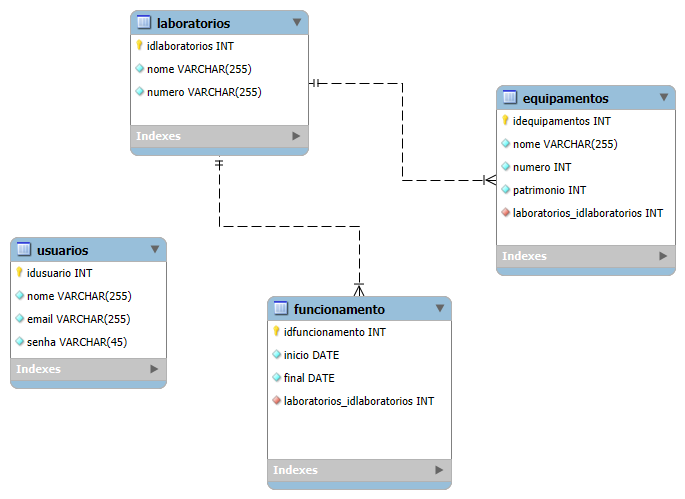 laboratorios
idlaboratorios INT
nome VARCHAR(255)
numero VARCHAR(255)
Indexes
equipamentos
idequipamentos INT
nome VARCHAR(255)
numero INT
patrimonio INT
laboratorios_idlaboratorios INT
Indexes
usuarios
idusuario INT
nome VARCHAR(255)
email VARCHAR(255)
senha VARCHAR(45)
Indexes
funcionamento
idfuncionamento INT
inicio DATE
final DATE
laboratorios_idlaboratorios INT
Indexes